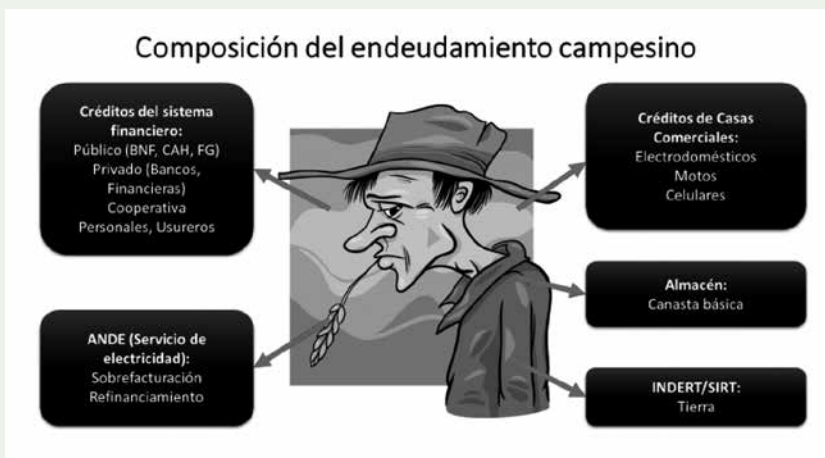 Composición del endeudamiento campesino
Créditos del sistema
financiero:
Público (BNF, CAH, FG)
Privado (Bancos,
Financieras)
Cooperativa
Personales, Usureros
ANDE (Servicio de
electricidad):
Sobrefacturación
Refinanciamiento
Créditos de Casas
Comerciales:
Electrodomésticos
Motos
Celulares
Almacén:
Canasta básica
INDERT/SIRT:
Tierra